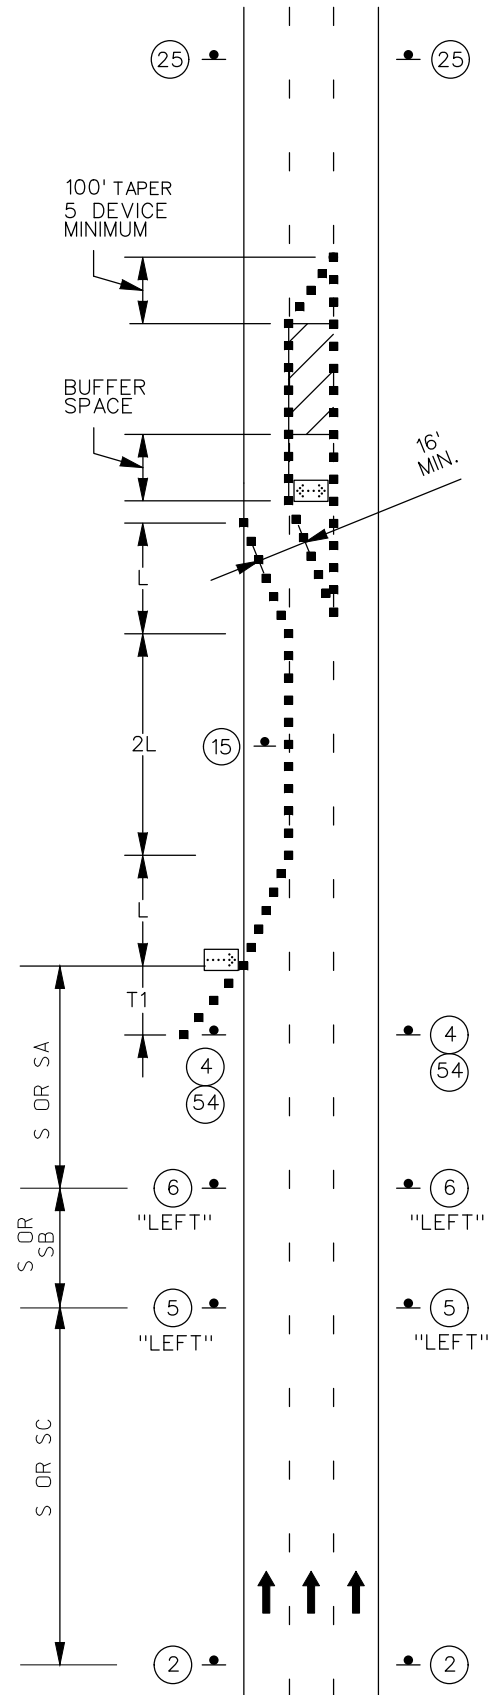 25
25
100' TAPER
5 DEVICE
MINIMUM
BUFFER
SPACE
16'
MIN.
L
2L
15
L
T1
4
54
4
54
S OR SA
6
"LEFT"
6
"LEFT"
S OR
SB
5
"LEFT"
5
"LEFT"
S OR SC
2
2